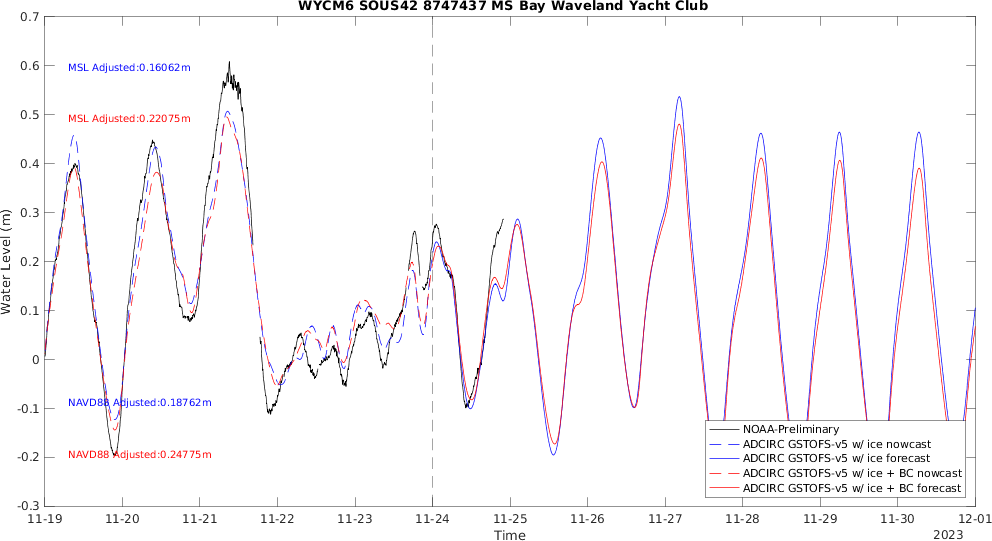 WYCM6 SOUS42 8747437 MS Bay Waveland Yacht Club
0.7
0.6
0.5
0.4
0.3
0.2
0.1
0
-0.1
-0.2
-0.3
Water Level (m)
MSL Adjusted:0.16062m
MSL Adjusted:0.22075m
NAVD88 Adjusted:0.18762m
NAVD88 Adjusted:0.24775m
NOAA-Preliminary
ADCIRC GSTOFS-v5 w/ ice nowcast
ADCIRC GSTOFS-v5 w/ ice forecast
ADCIRC GSTOFS-v5 w/ ice + BC nowcast
ADCIRC GSTOFS-v5 w/ ice + BC forecast
11-19 11-20 11-21 11-22 11-23 11-24 11-25 11-26 11-27 11-28 11-29 11-30 12-01
Time
2023